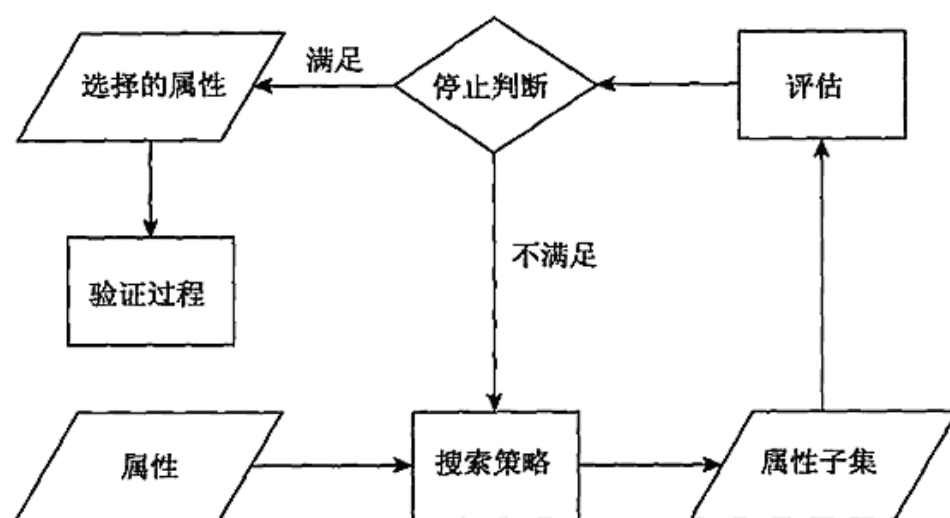 选择的属性
满足
停止判断
评估
不满足
验证过程
属性
搜索策略
属性子集